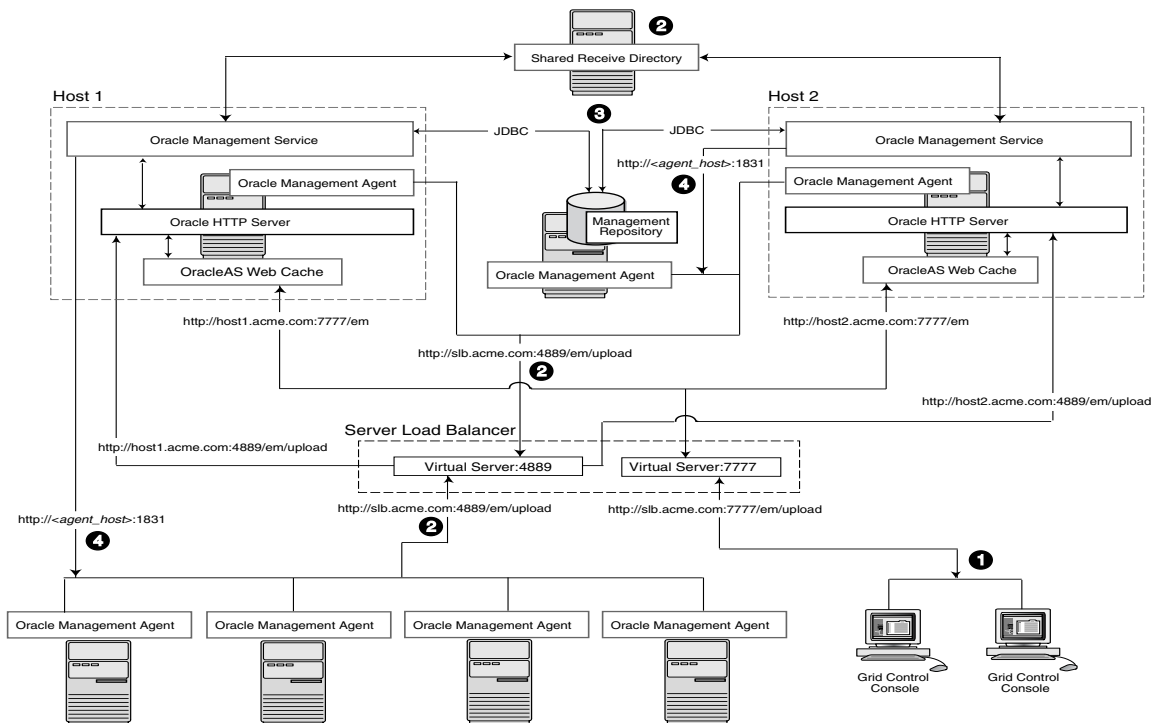 2
Shared Receive Directory
Host 1
Host 2
3
Oracle Management Service
JDBC
JDBC
Oracle Management Service
http://<agent_host>:1831
4
Oracle Management Agent
Oracle Management Agent
Oracle HTTP Server
Management
Repository
Oracle HTTP Server
OracleAS Web Cache
Oracle Management Agent
OracleAS Web Cache
http://host1.acme.com:7777/em
http://host2.acme.com:7777/em
http://slb.acme.com:4889/em/upload
2
http://host2.acme.com:4889/em/upload
http://host1.acme.com:4889/em/upload
Server Load Balancer
Virtual Server:4889
Virtual Server:7777
http://slb.acme.com:4889/em/upload
http://slb.acme.com:7777/em/upload
http://<agent_host>:1831
2
4
1
Oracle Management Agent
Oracle Management Agent
Oracle Management Agent
Oracle Management Agent
Grid Control
Console
Grid Control
Console